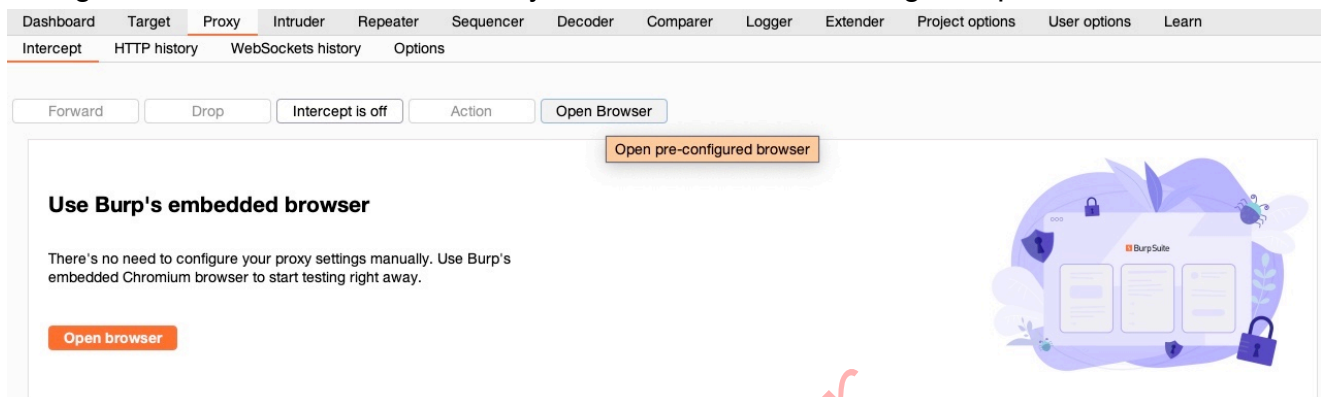 Dashboard Target Proxy Intruder Repeater Sequencer Decoder Comparer Logger Extender Project options User options Learn
Intercept HTTP history WebSockets history Options
Forward Drop Intercept is off Action Open Browser
Open pre-configured browser
Use Burp's embedded browser
There's no need to configure your proxy settings manually. Use Burp's
embedded Chromium browser to start testing right away.
Open browser
BurpSuite